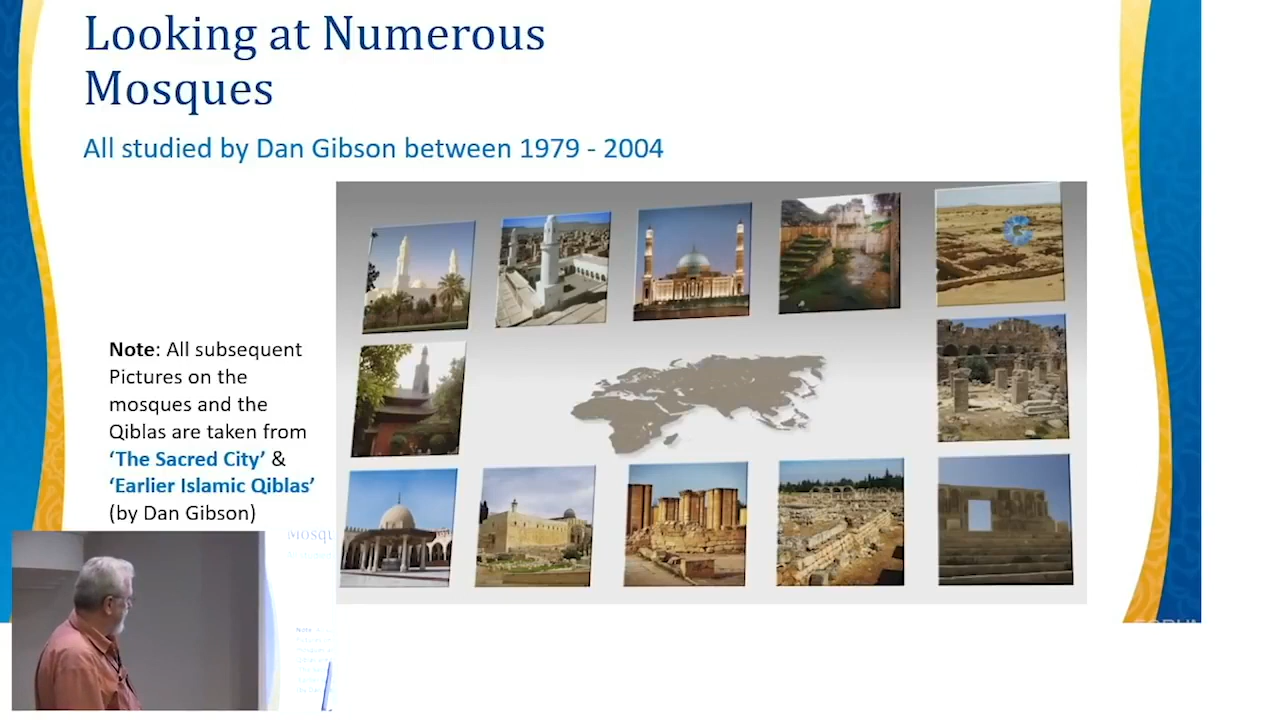 Looking at Numerous
Mosques
All studied by Dan Gibson between 1979 - 2004
Note: All subsequent
Pictures on the
mosques and the
Qiblas are taken from
‘The Sacred City’ &
‘Earlier Islamic Qiblas’
(by Dan Gibson)